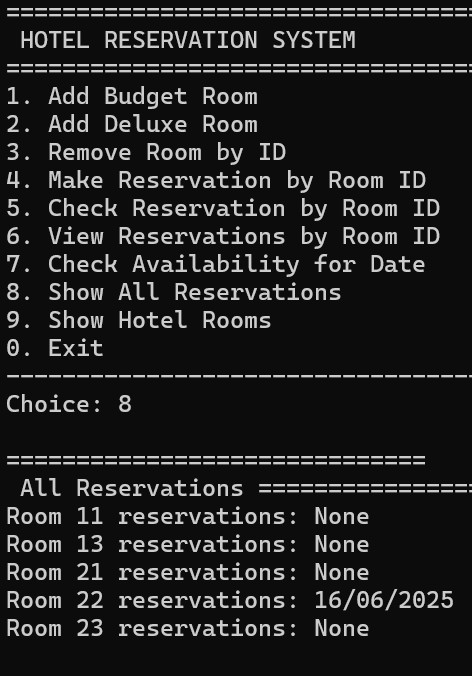 ==================================
HOTEL RESERVATION SYSTEM
==================================
1. Add Budget Room
2. Add Deluxe Room
3. Remove Room by ID
4. Make Reservation by Room ID
5. Check Reservation by Room ID
6. View Reservations by Room ID
7. Check Availability for Date
8. Show All Reservations
9. Show Hotel Rooms
0. Exit
----------------------------------
Choice: 8
==============================
All Reservations ================
Room 11 reservations: None
Room 13 reservations: None
Room 21 reservations: None
Room 22 reservations: 16/06/2025
Room 23 reservations: None